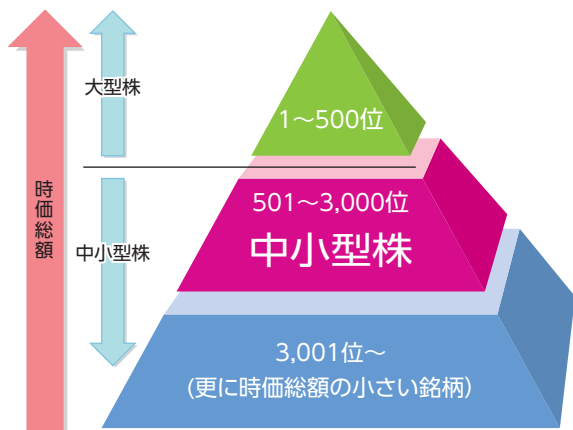 大型株
1〜500位
時価総額
501〜3,000位
中小型株
中小型株
3,001位〜
(更に時価総額の小さい銘柄)